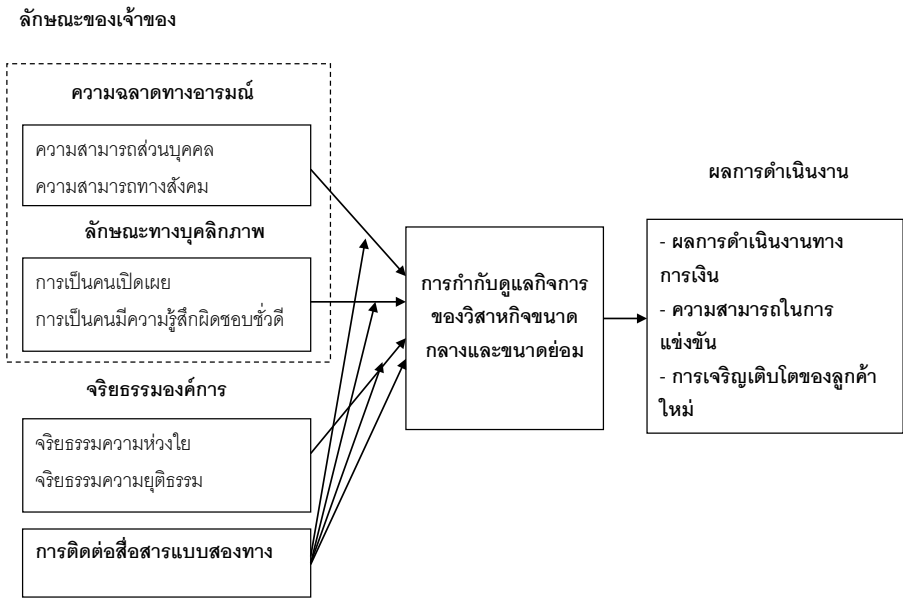 ลักษณะของเจ้าของ
ความฉลาดทางอารมณ์
ความสามารถส่วนบุคคล
ความสามารถทางสังคม
ลักษณะทางบุคลิกภาพ
การเป็นคนเปิดเผย
การเป็นคนมีความรู้สึกผิดชอบชั่วดี
จริยธรรมองค์การ
จริยธรรมความห่วงใย
จริยธรรมความยุติธรรม
การติดต่อสื่อสารแบบสองทาง
การกำกับดูแลกิจการ
ของวิสาหกิจขนาด
กลางและขนาดย่อม
ผลการดำเนินงาน
- ผลการดำเนินงานทาง
การเงิน
- ความสามารถในการ
แข่งขัน
- การเจริญเติบโตของลูกค้า
ใหม่